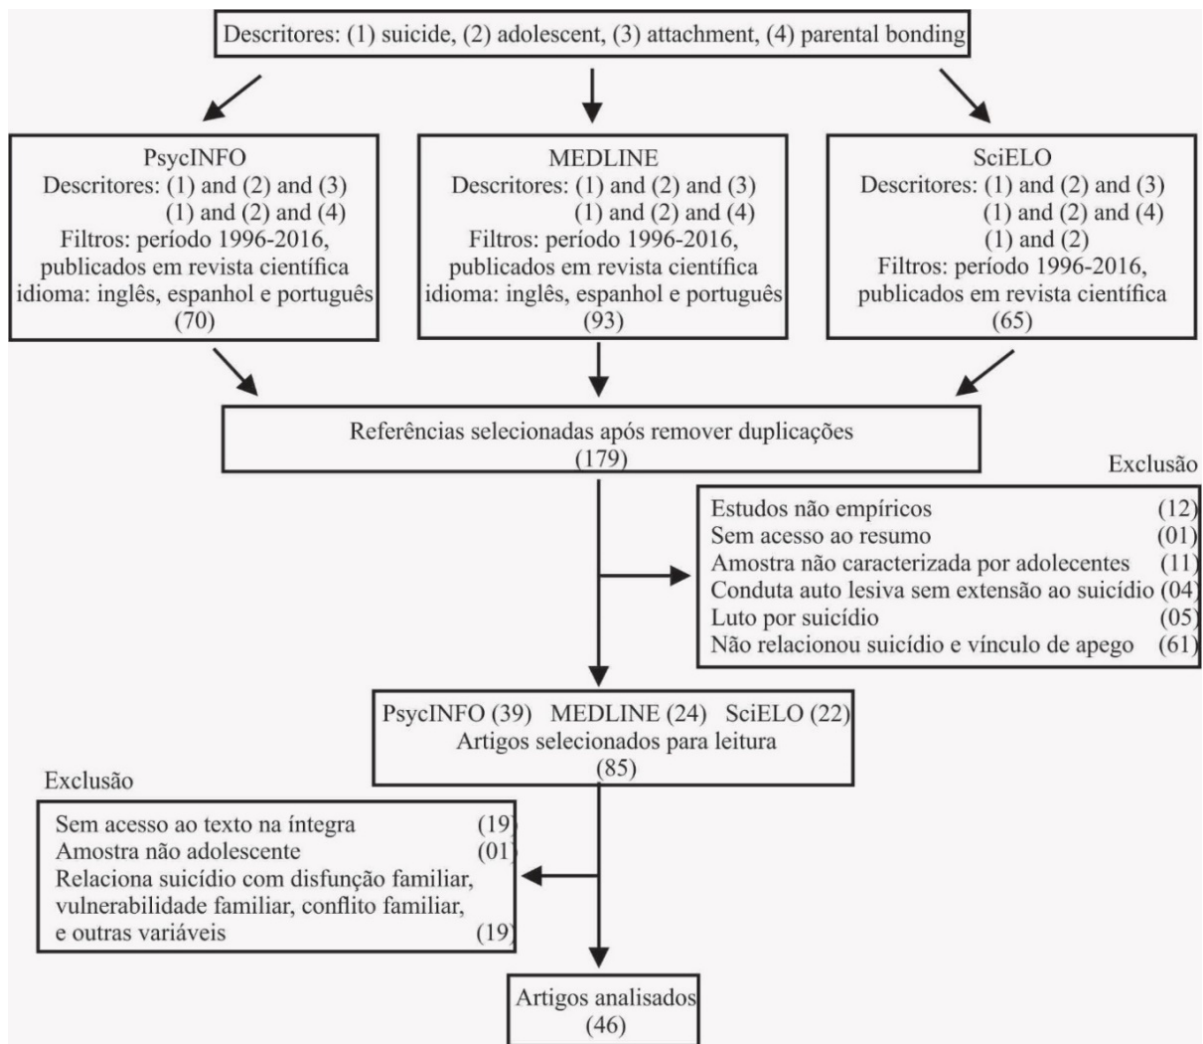 Descritores: (1) suicide, (2) adolescent, (3) attachment, (4) parental bonding
PsycINFO
Descritores: (1) and (2) and (3)
(1) and (2) and (4)
Filtros: período 1996-2016,
publicados em revista científica
idioma: inglês, espanhol e português
(70)
MEDLINE
Descritores: (1) and (2) and (3)
(1) and (2) and (4)
Filtros: período 1996-2016,
publicados em revista científica
idioma: inglês, espanhol e português
(93)
SciELO
Descritores: (1) and (2) and (3)
(1) and (2) and (4)
(1) and (2)
Filtros: período 1996-2016,
publicados em revista científica
(65)
Referências selecionadas após remover duplicações
(179)
Exclusão
Estudos não empíricos (12)
Sem acesso ao resumo (01)
Amostra não caracterizada por adolecentes (11)
Conduta auto lesiva sem extensão ao suicídio (04)
Luto por suicídio (05)
Não relacionou suicídio e vínculo de apego (61)
PsycINFO (39) MEDLINE (24) SciELO (22)
Artigos selecionados para leitura
(85)
Exclusão
Sem acesso ao texto na íntegra (19)
Amostra não adolescente (01)
Relaciona suicídio com disfunção familiar,
vulnerabilidade familiar, conflito familiar,
e outras variáveis (19)
Artigos analisados
(46)